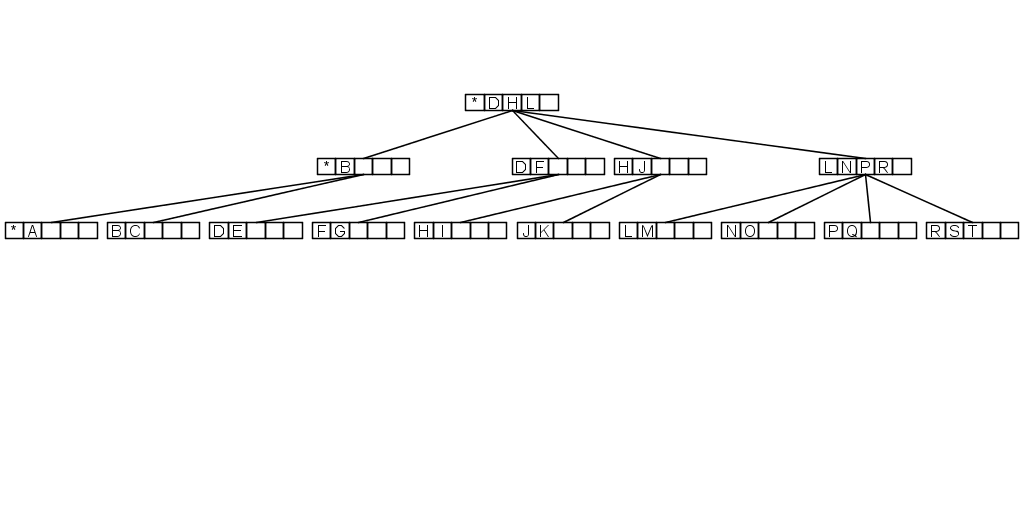 * D H L
* B
D F
H J
L N P R
* A
B C
D E
F G
H I
J K
L M
N O
P Q
R S T